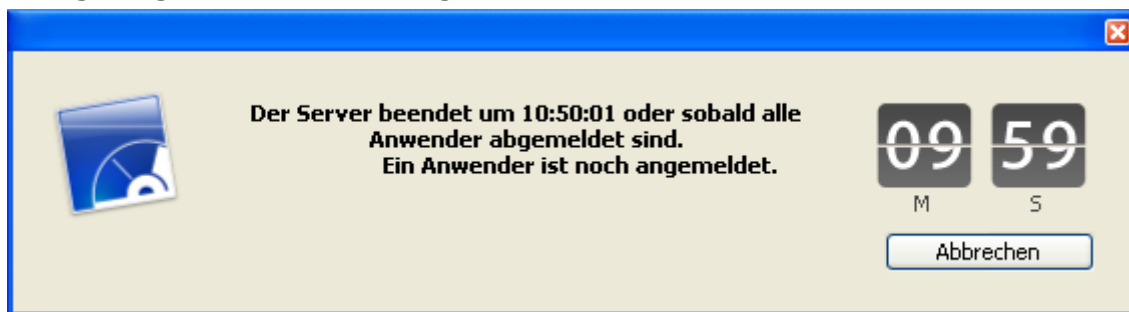 Der Server beendet um 10:50:01 oder sobald alle
Anwender abgemeldet sind.
Ein Anwender ist noch angemeldet.
09 59
M S
Abbrechen